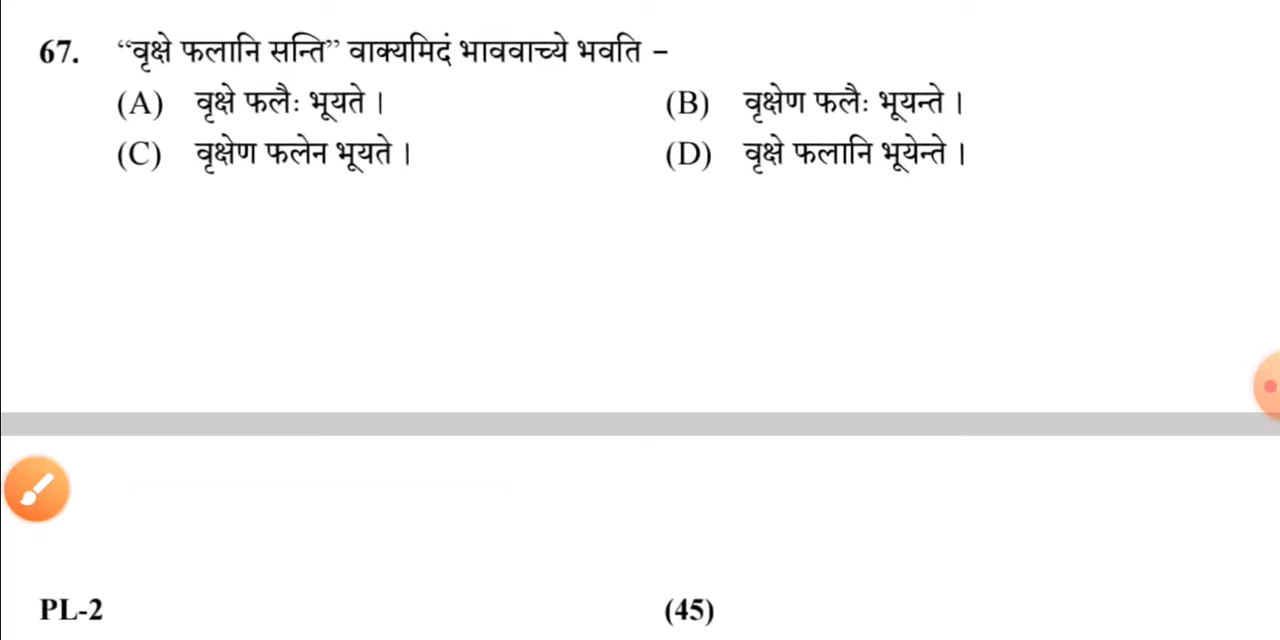 67. “वृक्षे फलानि सन्ति” वाक्यमिदं भाववाच्ये भवति –
(A) वृक्षे फलैः भूयते । (B) वृक्षेण फलैः भूयन्ते ।
(C) वृक्षेण फलेन भूयते । (D) वृक्षे फलानि भूयेन्ते ।
PL-2 (45)